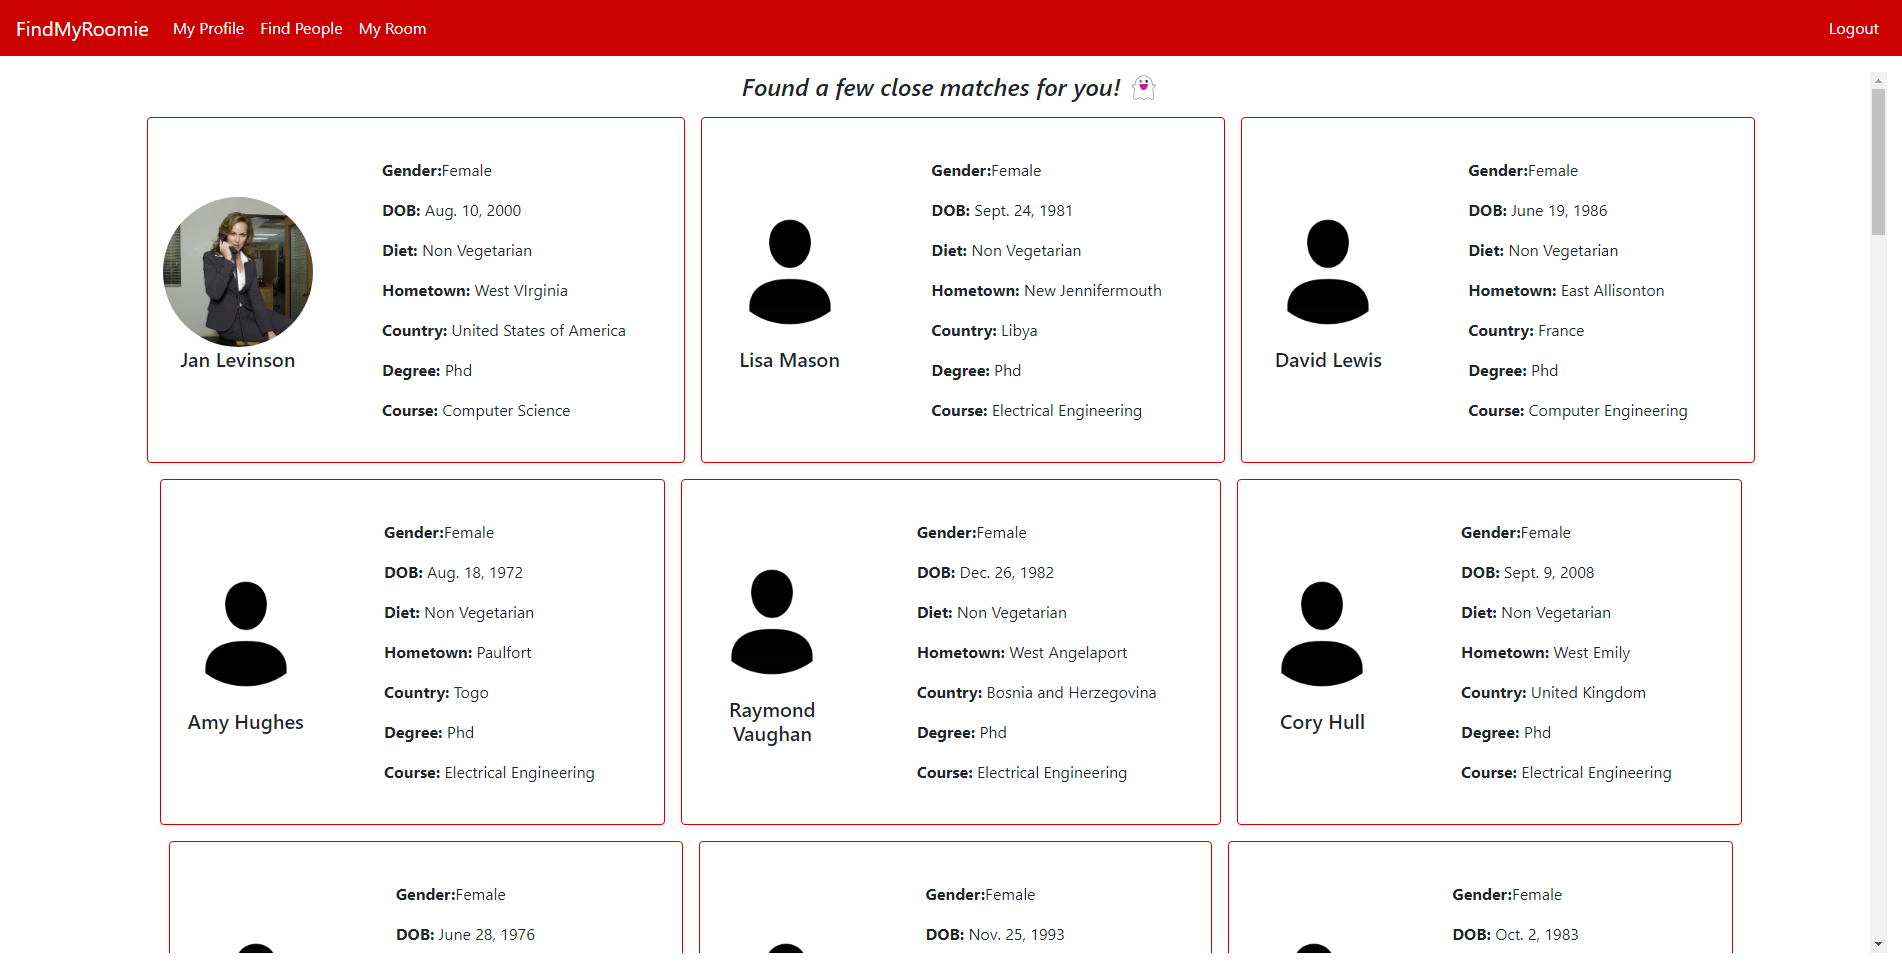 FindMyRoomie My Profile Find People My Room Logout
Found a few close matches for you! 👻
Jan Levinson
Gender:Female
DOB: Aug. 10, 2000
Diet: Non Vegetarian
Hometown: West VIrginia
Country: United States of America
Degree: Phd
Course: Computer Science
Lisa Mason
Gender:Female
DOB: Sept. 24, 1981
Diet: Non Vegetarian
Hometown: New Jennifermouth
Country: Libya
Degree: Phd
Course: Electrical Engineering
David Lewis
Gender:Female
DOB: June 19, 1986
Diet: Non Vegetarian
Hometown: East Allisonton
Country: France
Degree: Phd
Course: Computer Engineering
Amy Hughes
Gender:Female
DOB: Aug. 18, 1972
Diet: Non Vegetarian
Hometown: Paulfort
Country: Togo
Degree: Phd
Course: Electrical Engineering
Raymond
Vaughan
Gender:Female
DOB: Dec. 26, 1982
Diet: Non Vegetarian
Hometown: West Angelaport
Country: Bosnia and Herzegovina
Degree: Phd
Course: Electrical Engineering
Cory Hull
Gender:Female
DOB: Sept. 9, 2008
Diet: Non Vegetarian
Hometown: West Emily
Country: United Kingdom
Degree: Phd
Course: Electrical Engineering
Gender:Female
DOB: June 28, 1976
Gender:Female
DOB: Nov. 25, 1993
Gender:Female
DOB: Oct. 2, 1983